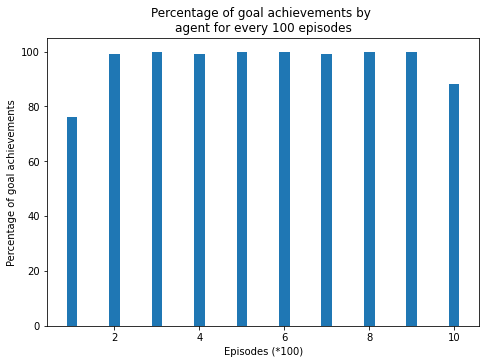 Percentage of goal achievements by
agent for every 100 episodes
Percentage of goal achievements
100
80
60
40
20
0
2
4
6
8
10
Episodes (*100)